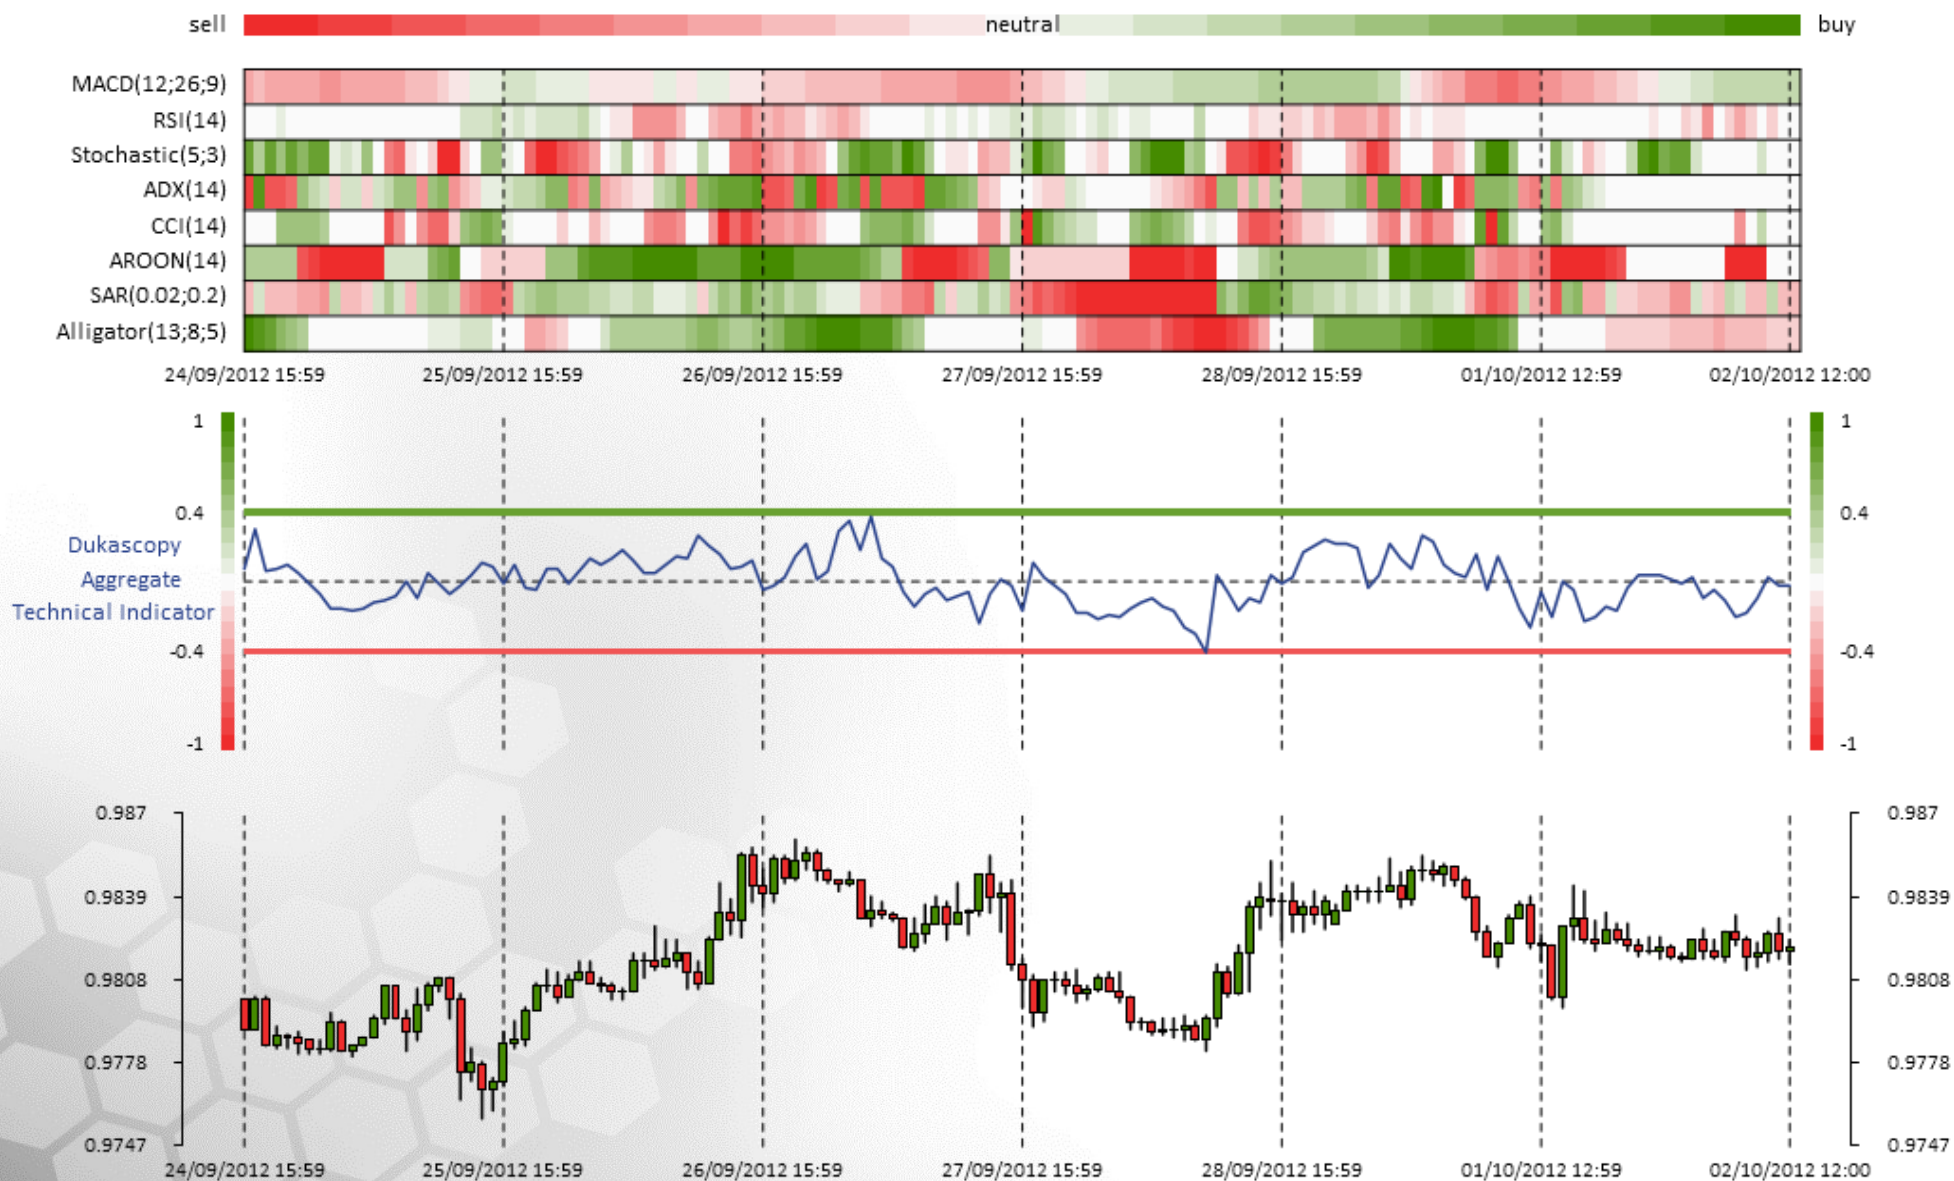 sell neutral buy
MACD(12;26;9)
RSI(14)
Stochastic(5;3)
ADX(14)
CCI(14)
AROON(14)
SAR(0.02;0.2)
Alligator(13;8;5)
24/09/2012 15:59 25/09/2012 15:59 26/09/2012 15:59 27/09/2012 15:59 28/09/2012 15:59 01/10/2012 12:59 02/10/2012 12:00
1 1
0.4 0.4
Dukascopy
Aggregate
Technical Indicator
-0.4 -0.4
-1 -1
0.987 0.987
0.9839 0.9839
0.9808 0.9808
0.9778 0.9778
0.9747 0.9747
24/09/2012 15:59 25/09/2012 15:59 26/09/2012 15:59 27/09/2012 15:59 28/09/2012 15:59 01/10/2012 12:59 02/10/2012 12:00